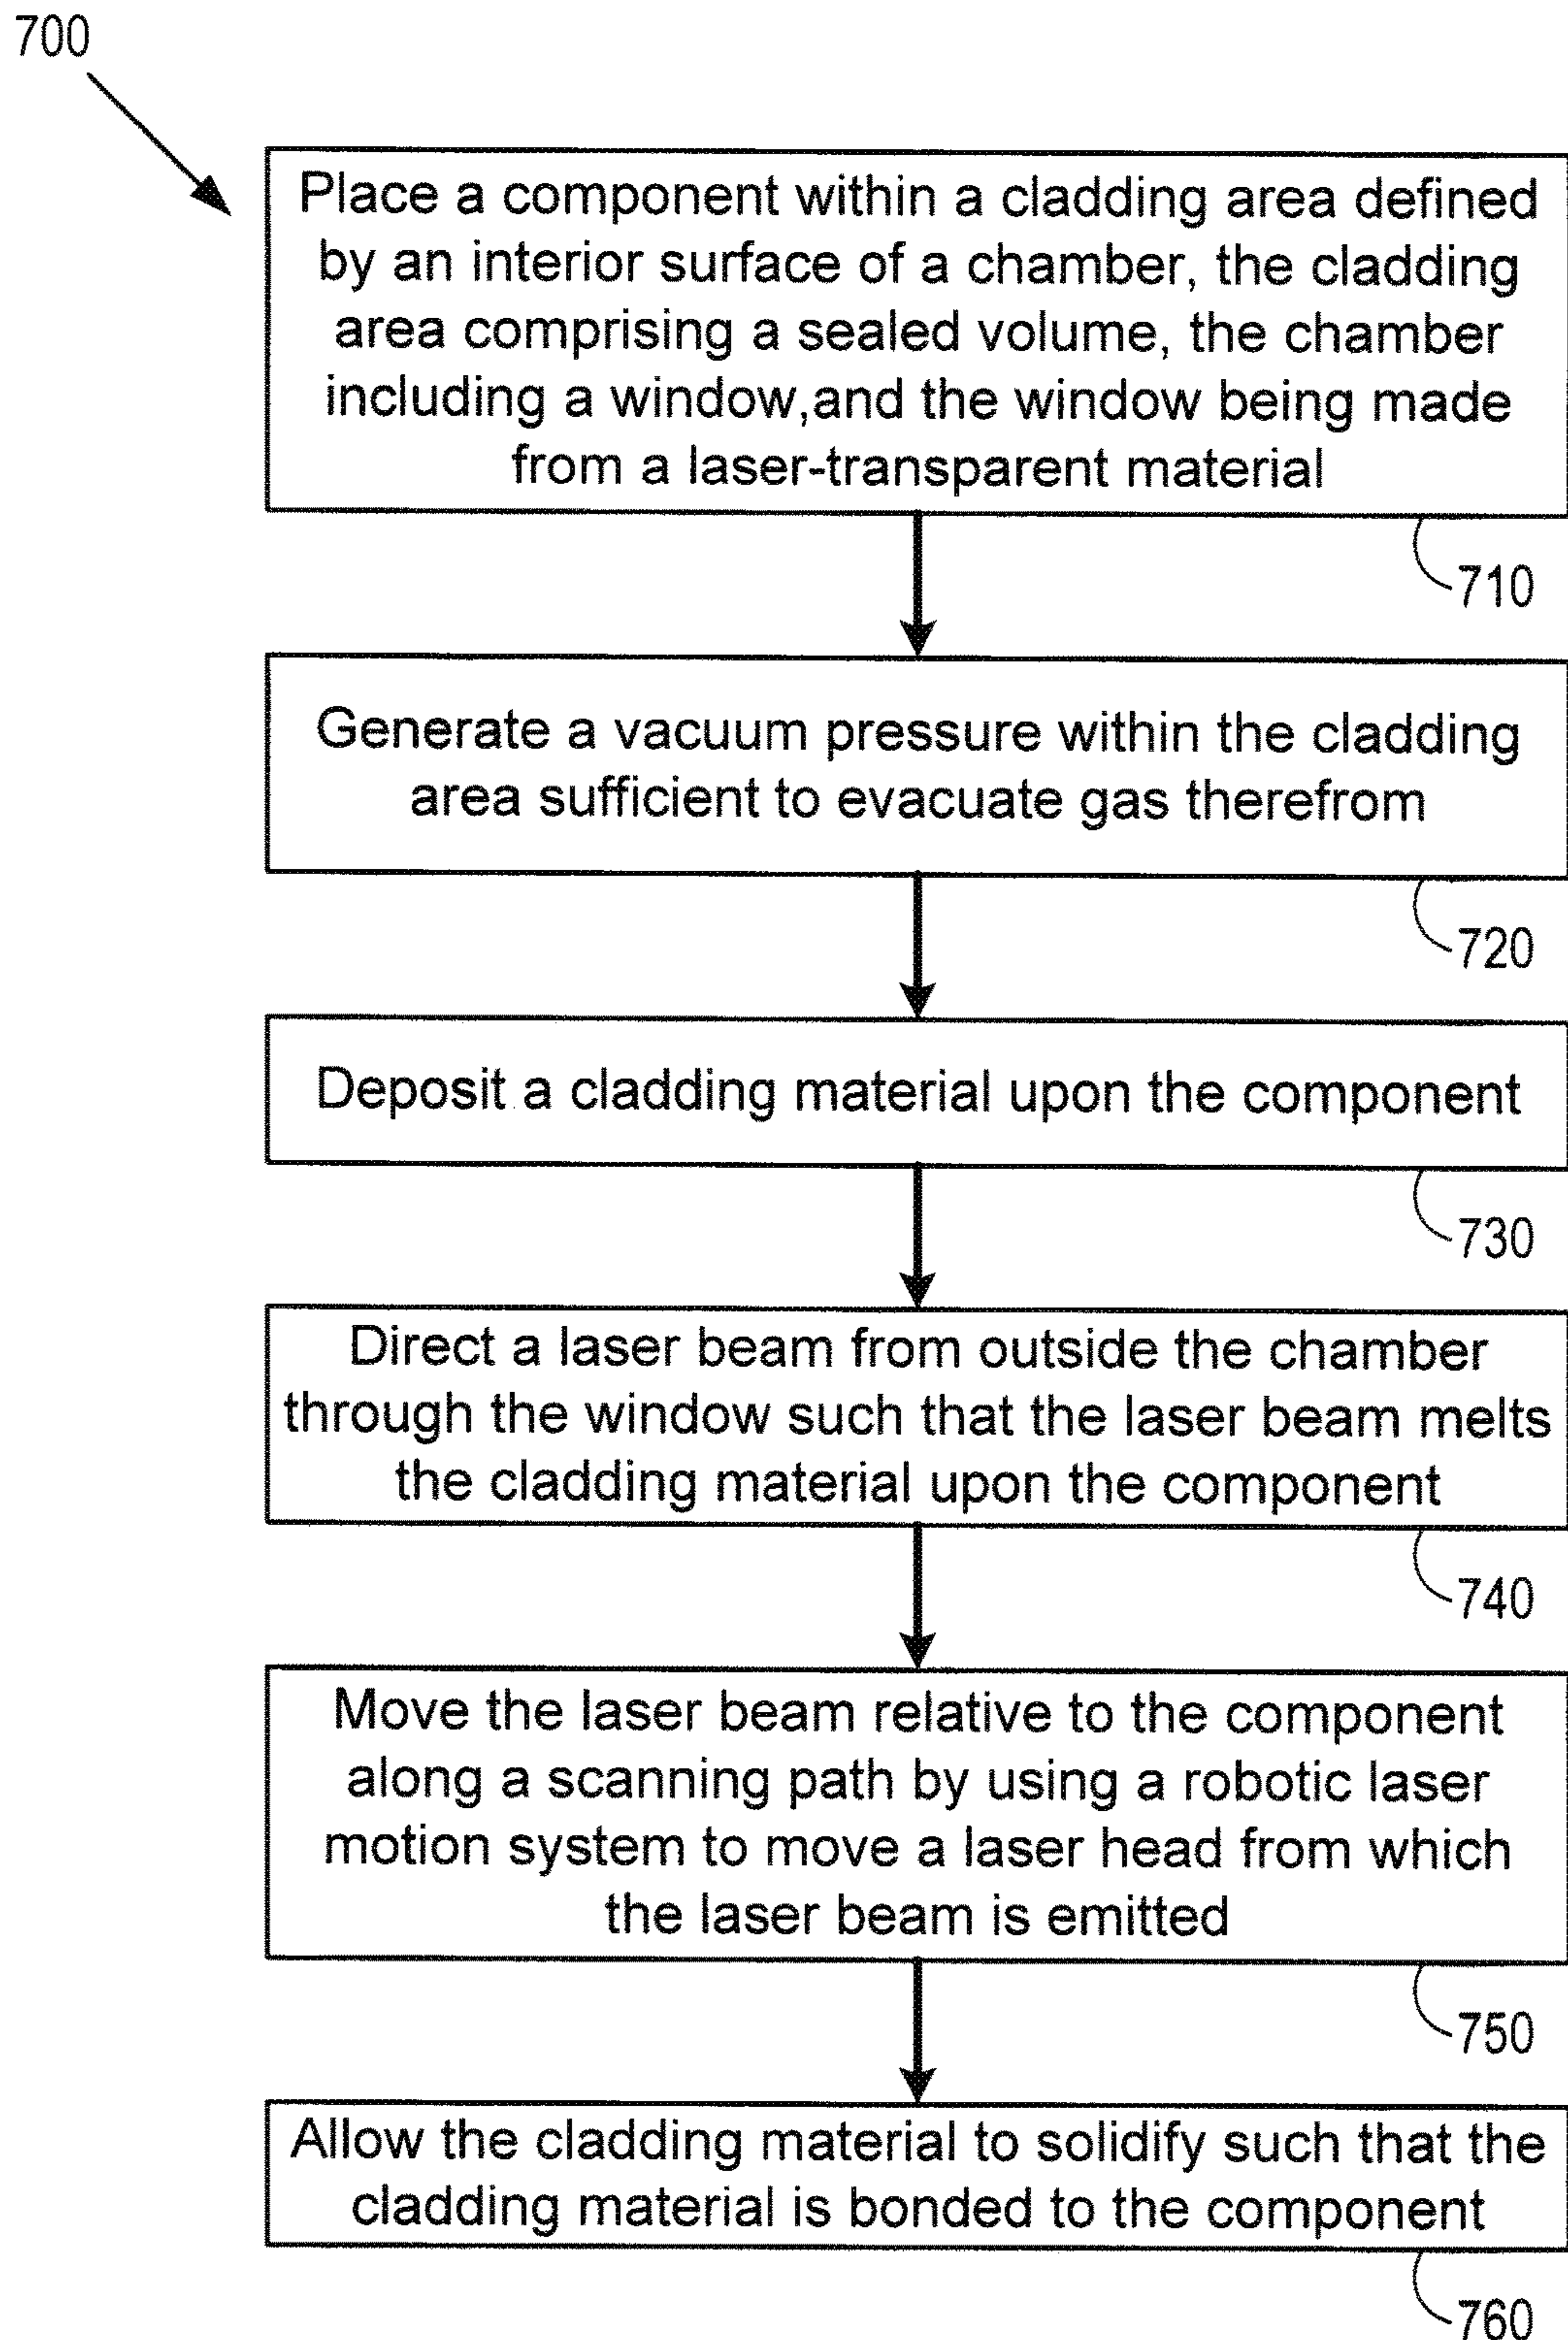 700
Place a component within a cladding area defined
by an interior surface of a chamber, the cladding
area comprising a sealed volume, the chamber
including a window,and the window being made
from a laser-transparent material
710
Generate a vacuum pressure within the cladding
area sufficient to evacuate gas therefrom
720
Deposit a cladding material upon the component
730
Direct a laser beam from outside the chamber
through the window such that the laser beam melts
the cladding material upon the component
740
Move the laser beam relative to the component
along a scanning path by using a robotic laser
motion system to move a laser head from which
the laser beam is emitted
750
Allow the cladding material to solidify such that the
cladding material is bonded to the component
760